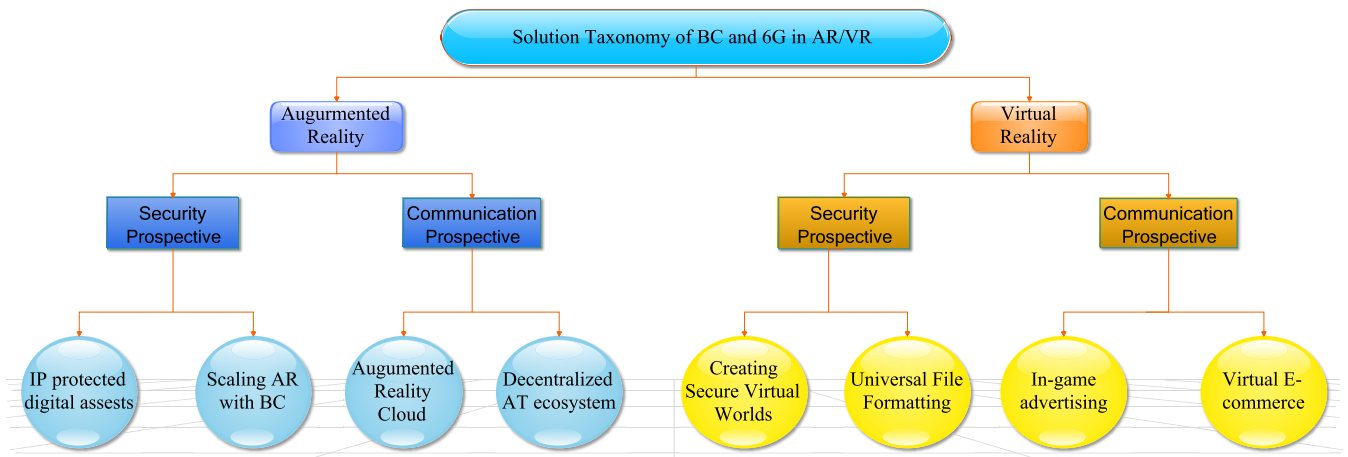 Solution Taxonomy of BC and 6G in AR/VR
Augurmented
Reality
Virtual
Reality
Security
Prospective
Communication
Prospective
Security
Prospective
Communication
Prospective
IP protected
digital assests
Scaling AR
with BC
Augumented
Reality
Cloud
Decentralized
AT ecosystem
Creating
Secure Virtual
Worlds
Universal File
Formatting
In-game
advertising
Virtual E-
commerce